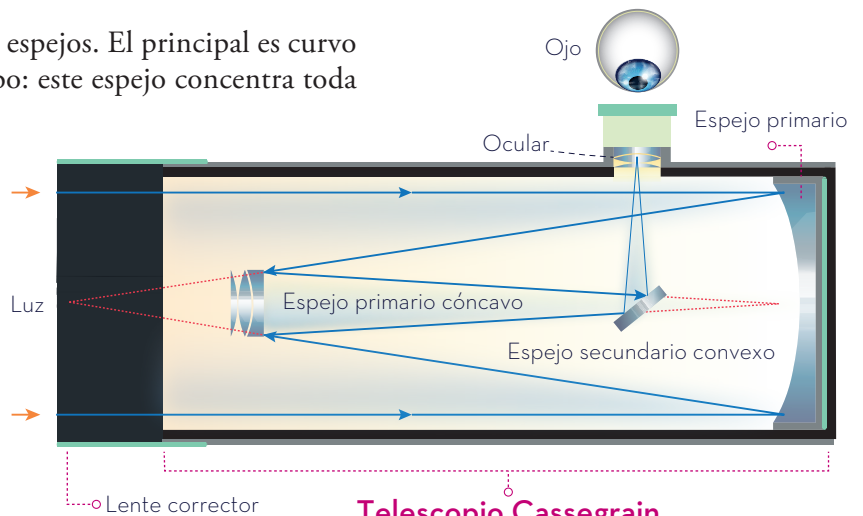 espejos. El principal es curvo
po: este espejo concentra toda
Ojo
Espejo primario
Ocular
Luz
Espejo primario cóncavo
Espejo secundario convexo
Lente corrector
Telescopio Cassegrain